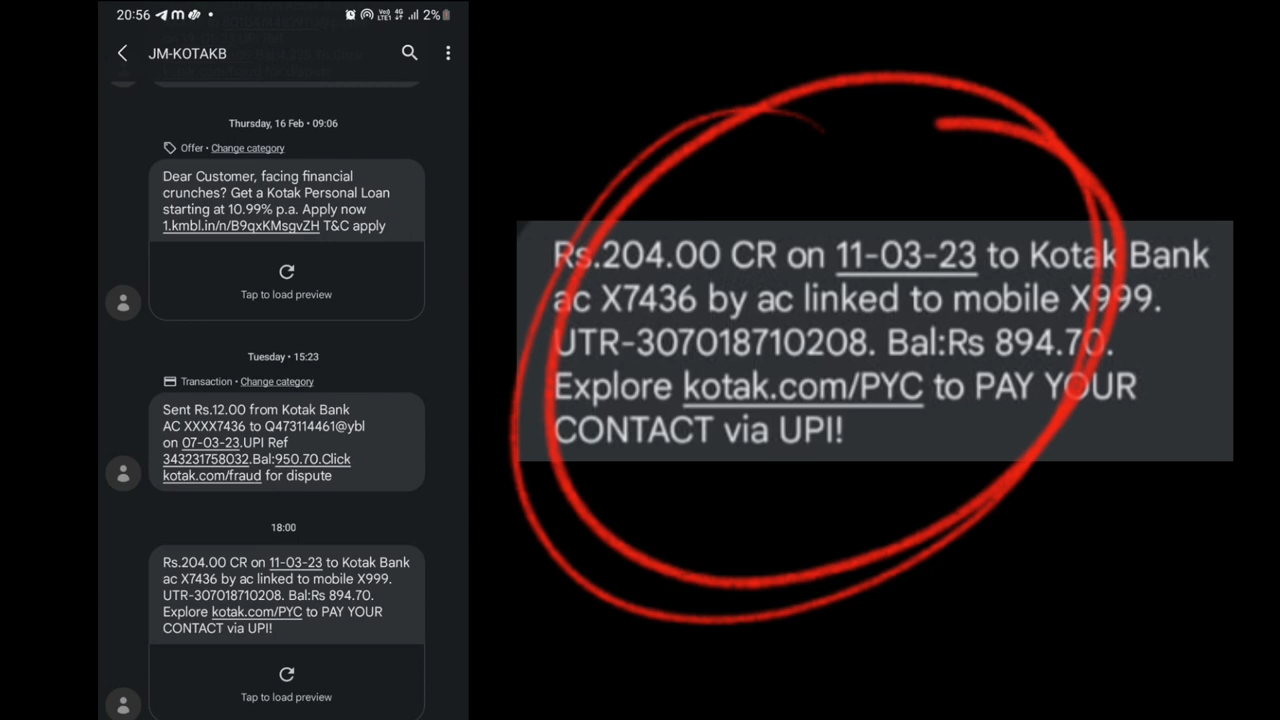 20:56
Vo) 4G
LTE1
2%
JM-KOTAKB
Thursday, 16 Feb • 09:06
Offer • Change category
Dear Customer, facing financial
crunches? Get a Kotak Personal Loan
starting at 10.99% p.a. Apply now
1.kmbl.in/n/B9qxKMsgvZH T&C apply
Tap to load preview
Tuesday • 15:23
Transaction • Change category
Sent Rs.12.00 from Kotak Bank
AC XXXX7436 to Q473114461@ybl
on 07-03-23.UPI Ref
343231758032.Bal:950.70.Click
kotak.com/fraud for dispute
18:00
Rs.204.00 CR on 11-03-23 to Kotak Bank
ac X7436 by ac linked to mobile X999.
UTR-307018710208. Bal:Rs 894.70.
Explore kotak.com/PYC to PAY YOUR
CONTACT via UPI!
Tap to load preview
Rs.204.00 CR on 11-03-23 to Kotak Bank
ac X7436 by ac linked to mobile X999.
UTR-307018710208. Bal:Rs 894.70.
Explore kotak.com/PYC to PAY YOUR
CONTACT via UPI!